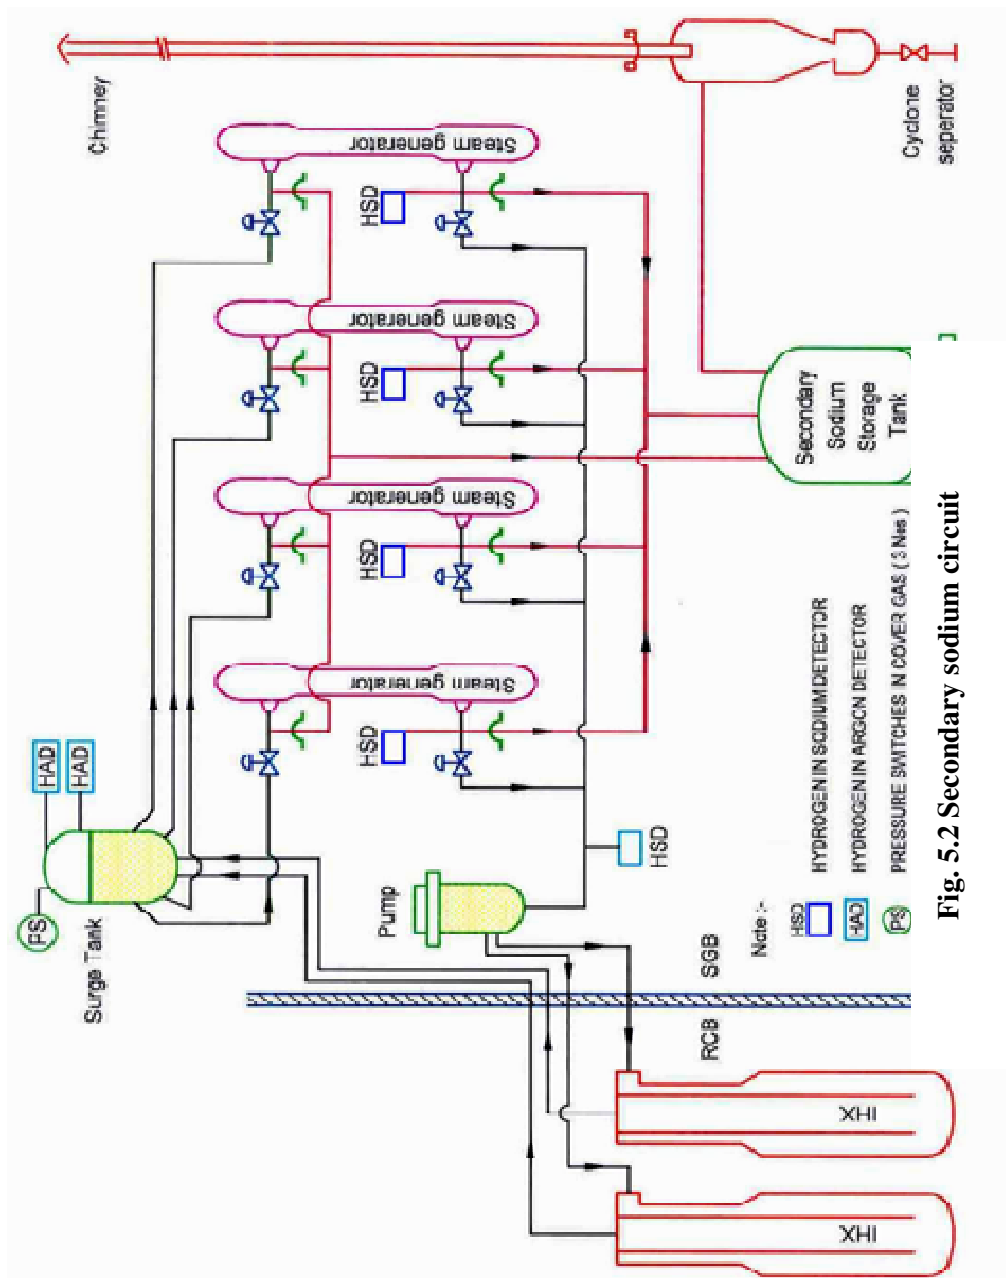 Chimney
Cyclone
seperator
Steam generator
Steam generator
Steam generator
Steam generator
HSD
HSD
HSD
HSD
Secondary
Sodium
Storage
Tank
HAD
HAD
PS
Surge Tank
Pump
HSD
SGB
RCB
IHX
IHX
Note :-
HSD HYDROGEN IN SODIUM DETECTOR
HAD HYDROGEN IN ARGON DETECTOR
PS PRESSURE SWITCHES IN COVER GAS ( 3 Nos )
Fig. 5.2 Secondary sodium circuit